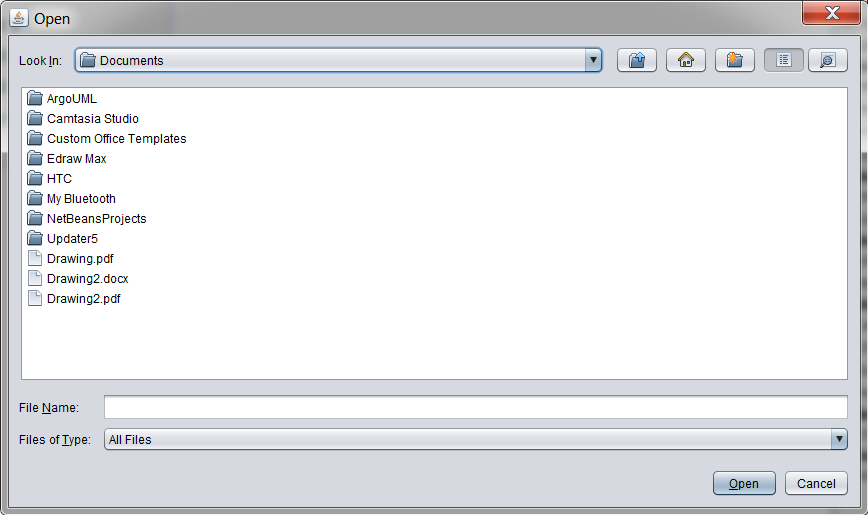 Open
Look In: Documents
ArgoUML
Camtasia Studio
Custom Office Templates
Edraw Max
HTC
My Bluetooth
NetBeansProjects
Updater5
Drawing.pdf
Drawing2.docx
Drawing2.pdf
File Name:
Files of Type: All Files
Open Cancel